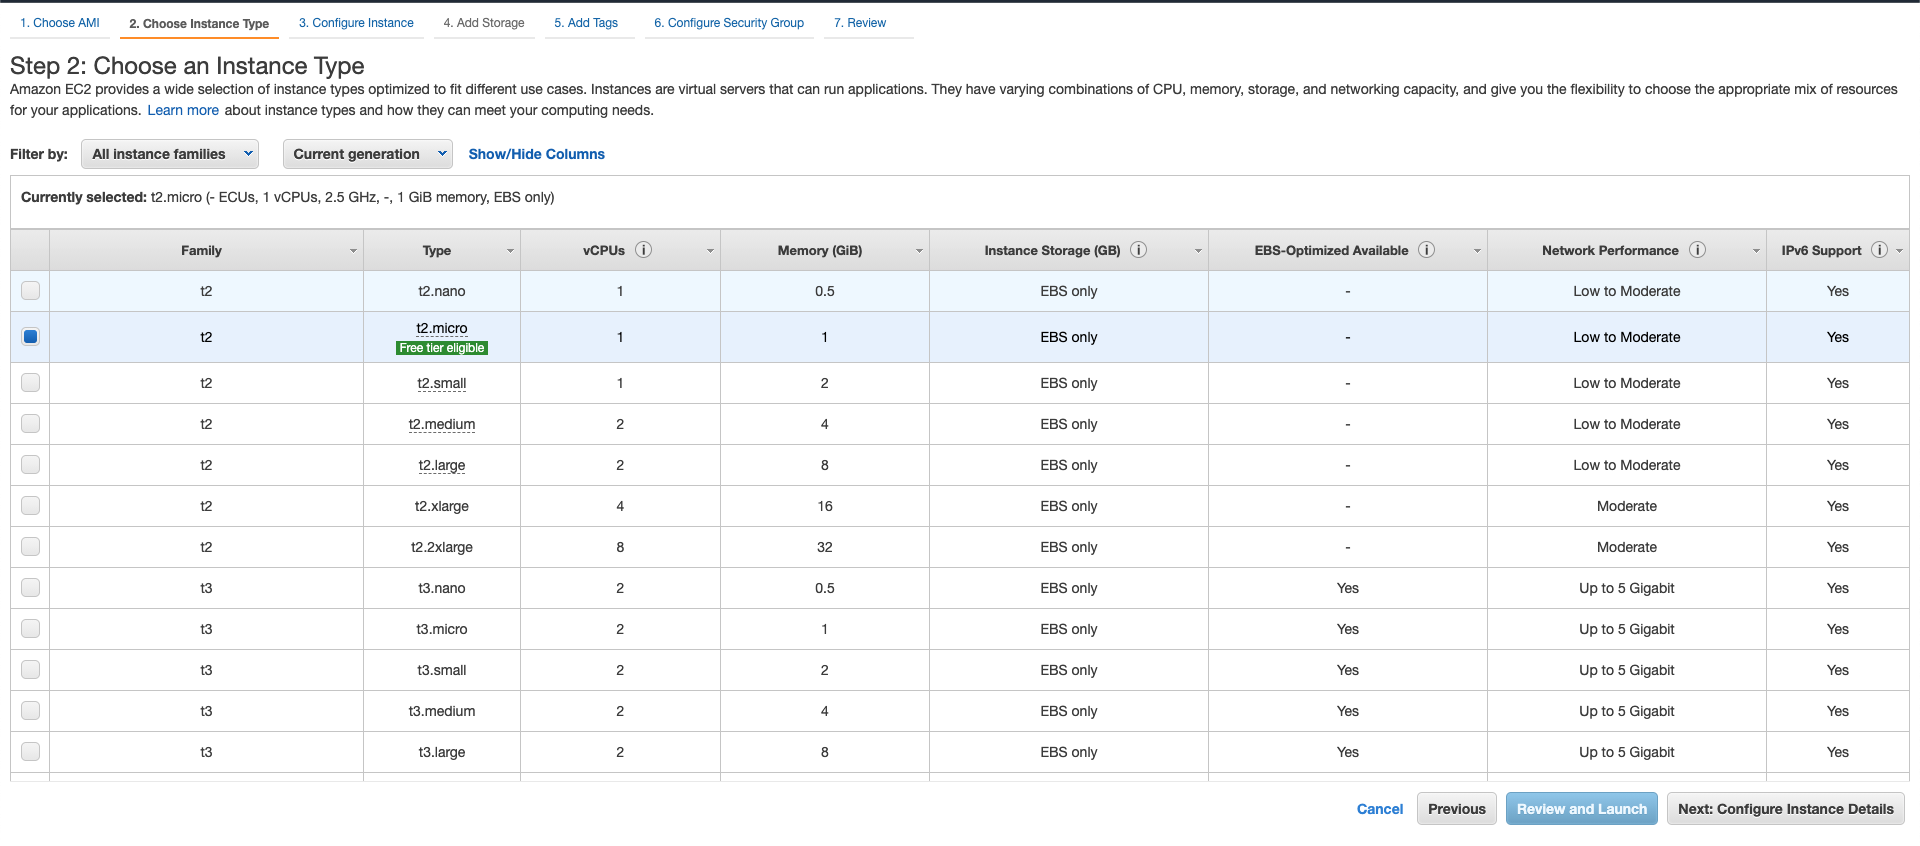 1. Choose AMI 2. Choose Instance Type 3. Configure Instance 4. Add Storage 5. Add Tags 6. Configure Security Group 7. Review
Step 2: Choose an Instance Type
Amazon EC2 provides a wide selection of instance types optimized to fit different use cases. Instances are virtual servers that can run applications. They have varying combinations of CPU, memory, storage, and networking capacity, and give you the flexibility to choose the appropriate mix of resources
for your applications. Learn more about instance types and how they can meet your computing needs.
Filter by: All instance families Current generation Show/Hide Columns
Currently selected: t2.micro (- ECUs, 1 vCPUs, 2.5 GHz, -, 1 GiB memory, EBS only)
Family Type vCPUs i Memory (GiB) Instance Storage (GB) i EBS-Optimized Available i Network Performance i IPv6 Support i
t2 t2.nano 1 0.5 EBS only - Low to Moderate Yes
t2 t2.micro 1 1 EBS only - Low to Moderate Yes
Free tier eligible
t2 t2.small 1 2 EBS only - Low to Moderate Yes
t2 t2.medium 2 4 EBS only - Low to Moderate Yes
t2 t2.large 2 8 EBS only - Low to Moderate Yes
t2 t2.xlarge 4 16 EBS only - Moderate Yes
t2 t2.2xlarge 8 32 EBS only - Moderate Yes
t3 t3.nano 2 0.5 EBS only Yes Up to 5 Gigabit Yes
t3 t3.micro 2 1 EBS only Yes Up to 5 Gigabit Yes
t3 t3.small 2 2 EBS only Yes Up to 5 Gigabit Yes
t3 t3.medium 2 4 EBS only Yes Up to 5 Gigabit Yes
t3 t3.large 2 8 EBS only Yes Up to 5 Gigabit Yes
Cancel Previous Review and Launch Next: Configure Instance Details